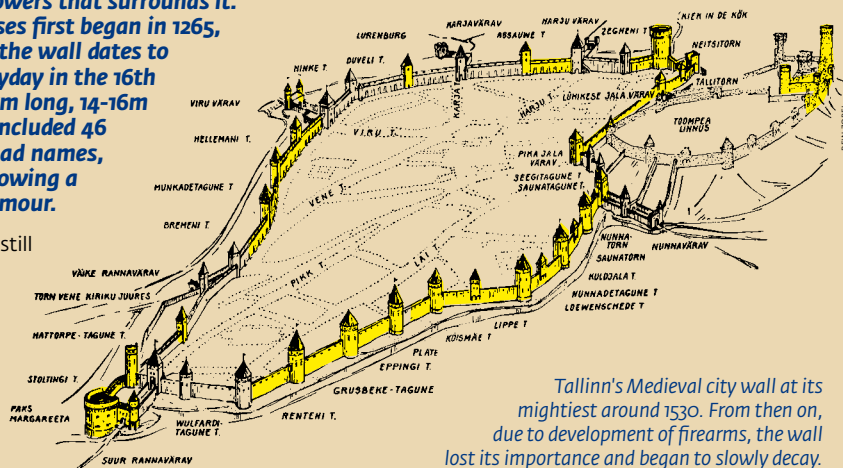 owers that surrounds it.
ses first began in 1265,
the wall dates to
yday in the 16th
m long, 14-16m
ncluded 46
ad names,
owing a
mour.
still
LURENBURG
KARJAVÄRAV
ASSAUWE T
HARJU VÄRAV
ZEGHENI T
KIEK IN DE KÖK
NEITSITORN
TALLITORN
HINKE T.
DUVELI T.
KARJA T
HARJU T.
LÜHIKESE JALA VÄRAV
TOOMPEA
LINNUS
VIRU VÄRAV
HELLEMANI T.
VIRU T.
PIKA JALA
VÄRAV
SEEGITAGUNE T
SAUNATAGUNE T.
MUNKADETAGUNE T
VENE T.
BREMENI T.
PIKK T.
LAI T.
NUNNA-
TORN
NUNNAVÄRAV
SAUNATORN
KULDJALA T.
NUNNADETAGUNE T
LOEWENSCHEDE T
VÄIKE RANNAVÄRAV
TORN VENE KIRIKU JUURES
HATTORPE-TAGUNE T.
LIPPE T
KÖISMÄE T
PLATE
EPPINGI T.
GRUSBEKE-TAGUNE
STOLTINGI T.
RENTENI T.
PAKS
MARGAREETA
WULFARDI-
TAGUNE T.
SUUR RANNAVÄRAV
Tallinn's Medieval city wall at its
mightiest around 1530. From then on,
due to development of firearms, the wall
lost its importance and began to slowly decay.